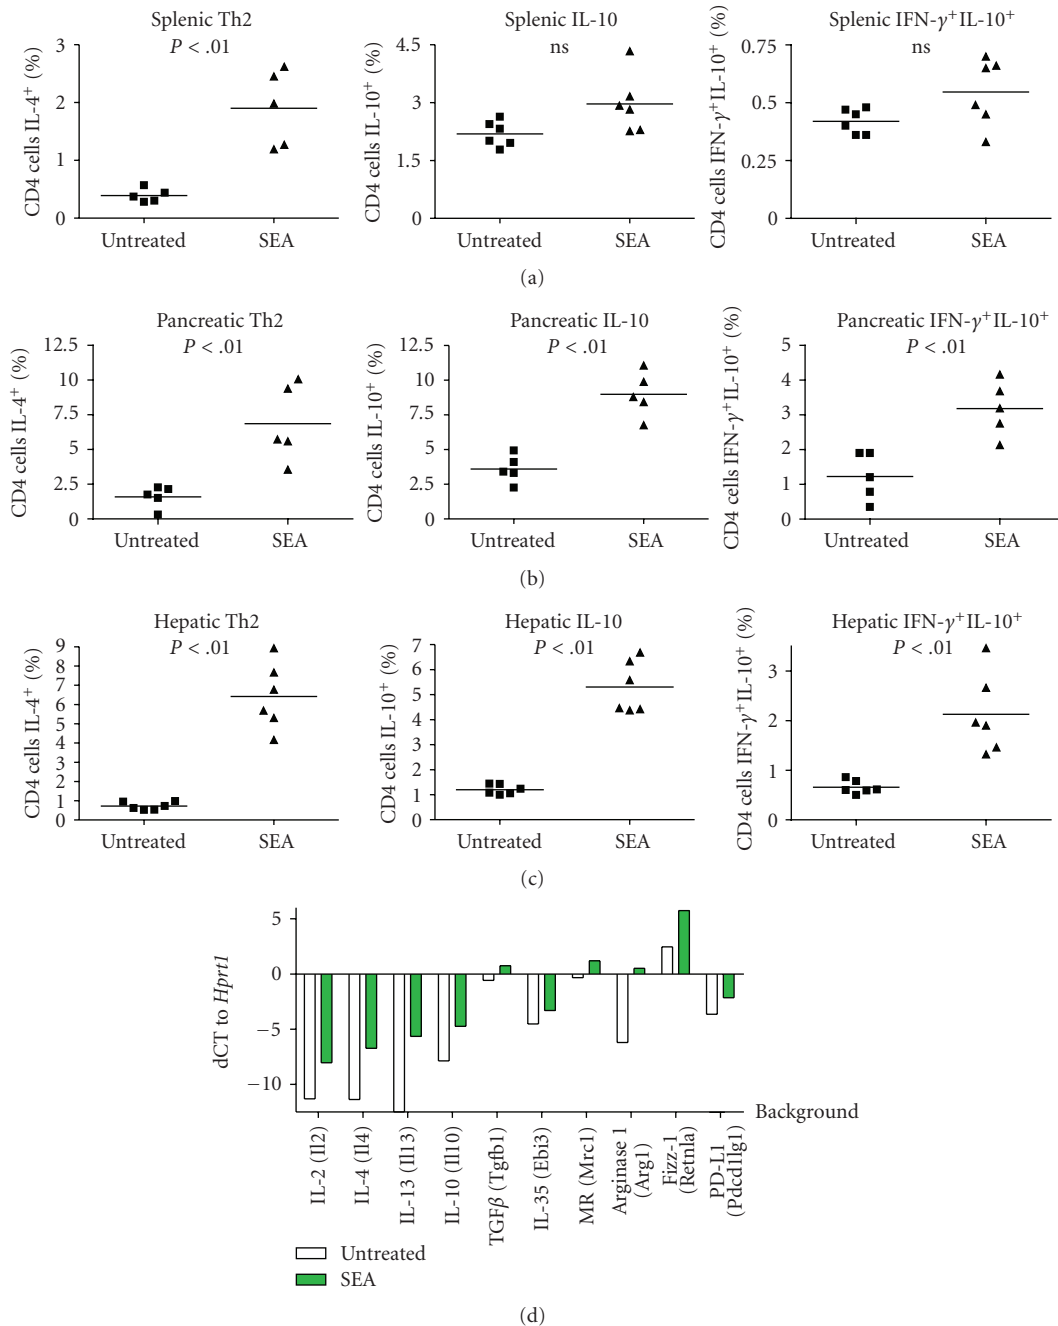 Splenic Th2
P < .01
CD4 cells IL-4⁺ (%)
3
2
1
0
Untreated SEA
Splenic IL-10
ns
CD4 cells IL-10⁺ (%)
4.5
3
1.5
0
Untreated SEA
Splenic IFN-γ⁺IL-10⁺
ns
CD4 cells IFN-γ⁺IL-10⁺ (%)
0.75
0.5
0.25
0
Untreated SEA
(a)
Pancreatic Th2
P < .01
CD4 cells IL-4⁺ (%)
12.5
10
7.5
5
2.5
0
Untreated SEA
Pancreatic IL-10
P < .01
CD4 cells IL-10⁺ (%)
12.5
10
7.5
5
2.5
0
Untreated SEA
Pancreatic IFN-γ⁺IL-10⁺
P < .01
CD4 cells IFN-γ⁺IL-10⁺ (%)
5
4
3
2
1
0
Untreated SEA
(b)
Hepatic Th2
P < .01
CD4 cells IL-4⁺ (%)
9
8
7
6
5
4
3
2
1
0
Untreated SEA
Hepatic IL-10
P < .01
CD4 cells IL-10⁺ (%)
7
6
5
4
3
2
1
0
Untreated SEA
Hepatic IFN-γ⁺IL-10⁺
P < .01
CD4 cells IFN-γ⁺IL-10⁺ (%)
3
2
1
0
Untreated SEA
(c)
dCT to Hprt1
5
0
−5
−10
Background
IL-2 (Il2)
IL-4 (Il4)
IL-13 (Il13)
IL-10 (Il10)
TGFβ (Tgfb1)
IL-35 (Ebi3)
MR (Mrc1)
Arginase 1
(Arg1)
Fizz-1
(Retnla)
PD-L1
(Pdcd1lg1)
Untreated
SEA
(d)